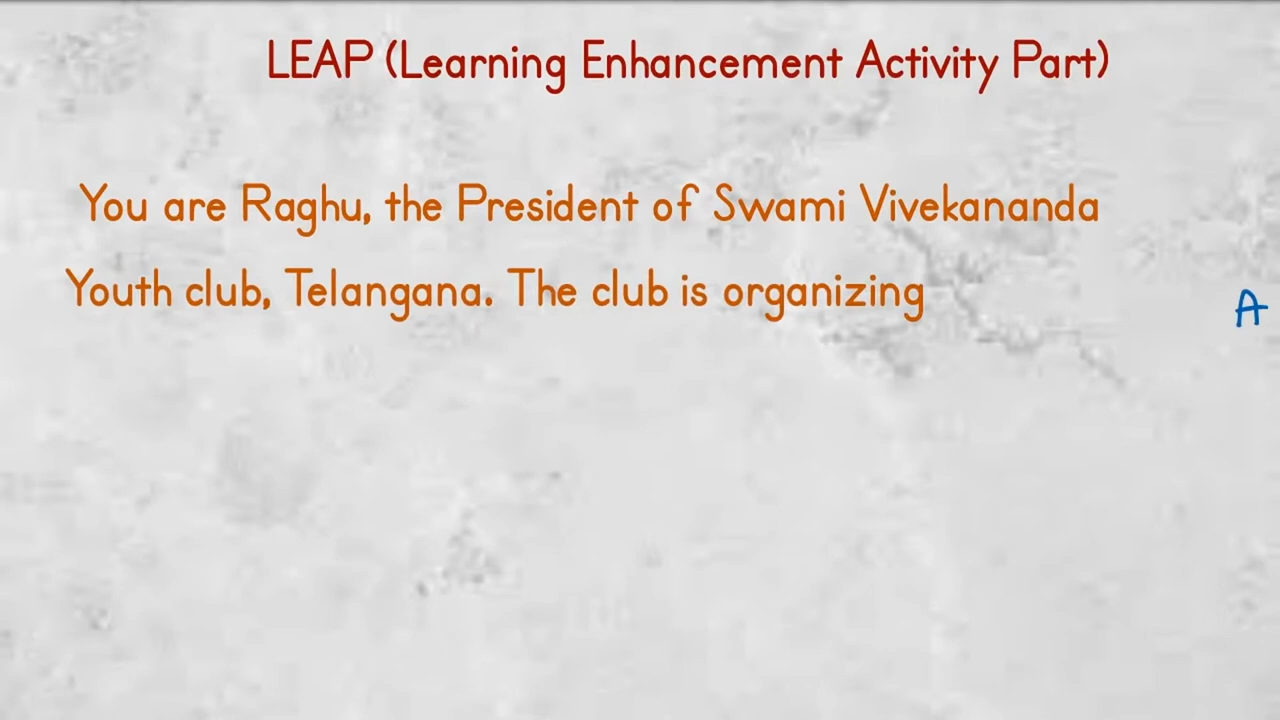 LEAP (Learning Enhancement Activity Part)
You are Raghu, the President of Swami Vivekananda
Youth club, Telangana. The club is organizing
A